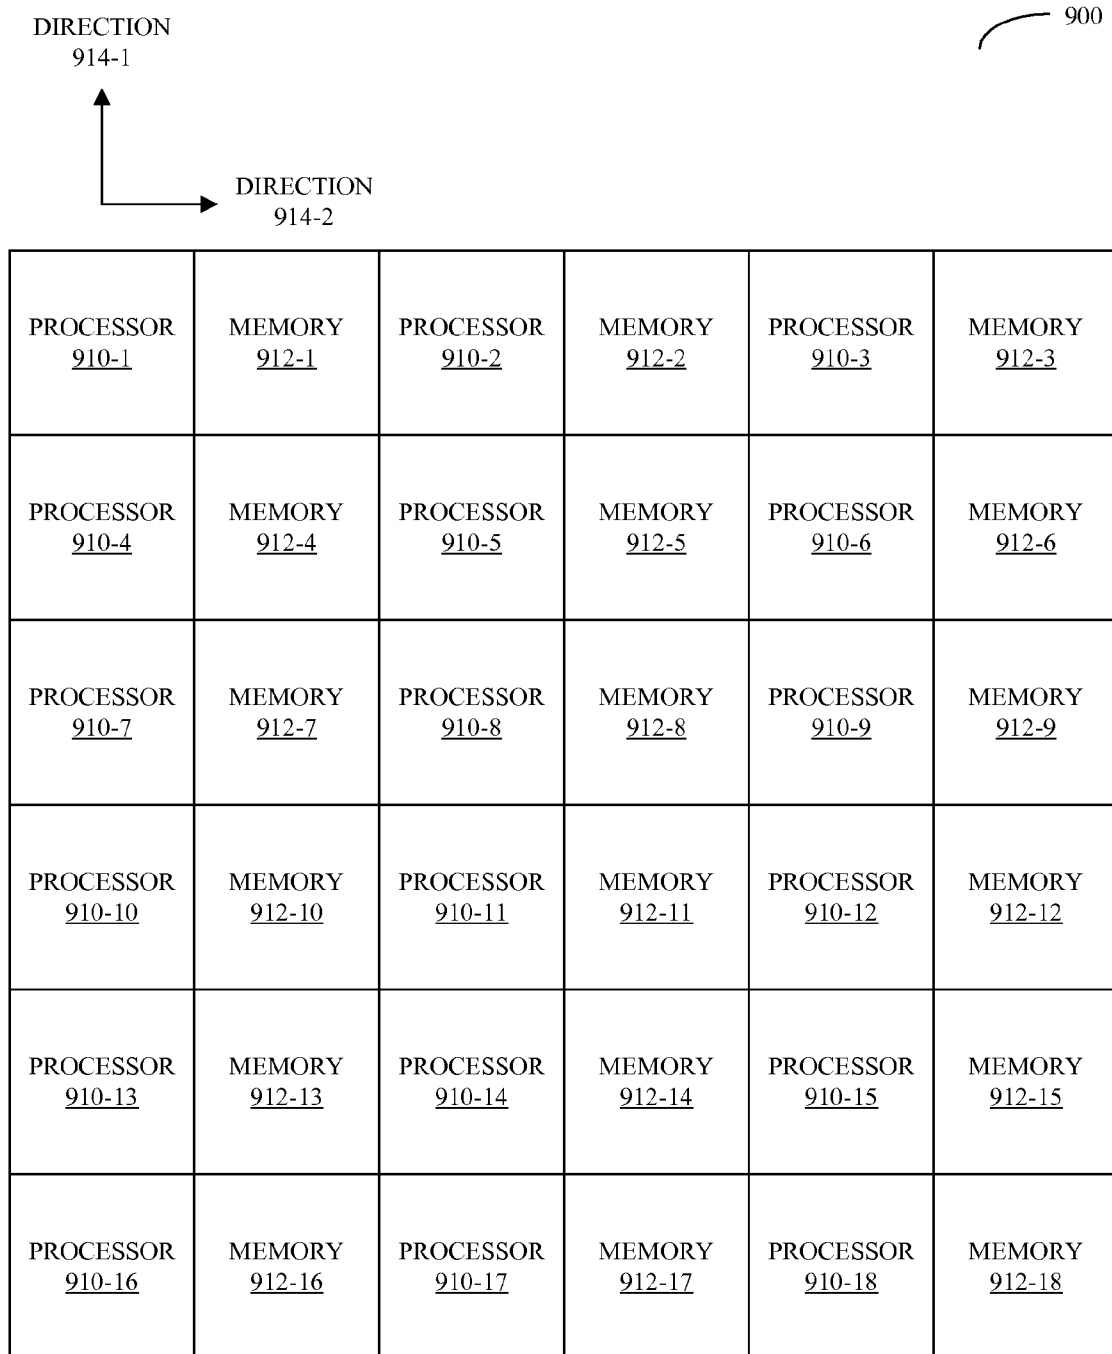 DIRECTION
914-1
900
DIRECTION
914-2
PROCESSOR MEMORY PROCESSOR MEMORY PROCESSOR MEMORY
910-1 912-1 910-2 912-2 910-3 912-3
PROCESSOR MEMORY PROCESSOR MEMORY PROCESSOR MEMORY
910-4 912-4 910-5 912-5 910-6 912-6
PROCESSOR MEMORY PROCESSOR MEMORY PROCESSOR MEMORY
910-7 912-7 910-8 912-8 910-9 912-9
PROCESSOR MEMORY PROCESSOR MEMORY PROCESSOR MEMORY
910-10 912-10 910-11 912-11 910-12 912-12
PROCESSOR MEMORY PROCESSOR MEMORY PROCESSOR MEMORY
910-13 912-13 910-14 912-14 910-15 912-15
PROCESSOR MEMORY PROCESSOR MEMORY PROCESSOR MEMORY
910-16 912-16 910-17 912-17 910-18 912-18